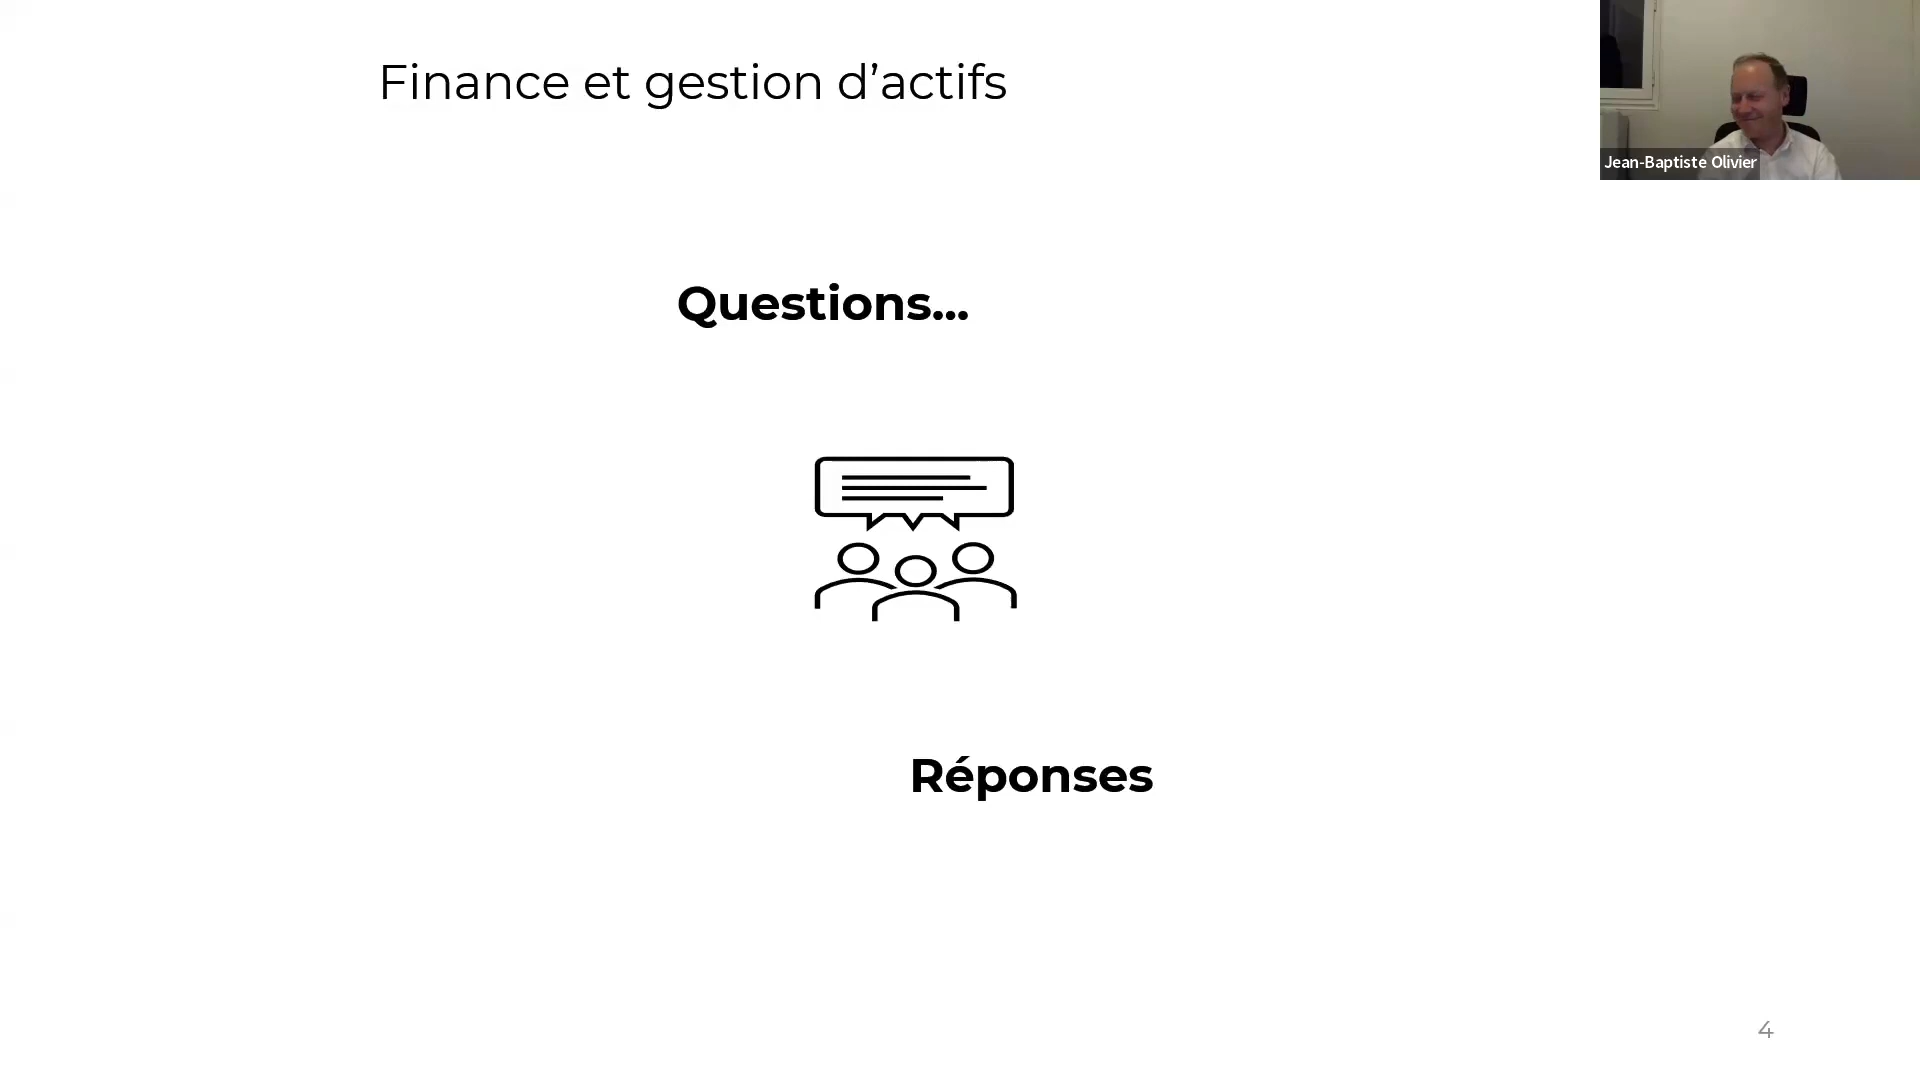 Finance et gestion d’actifs
Jean-Baptiste Olivier
Questions...
Réponses
4